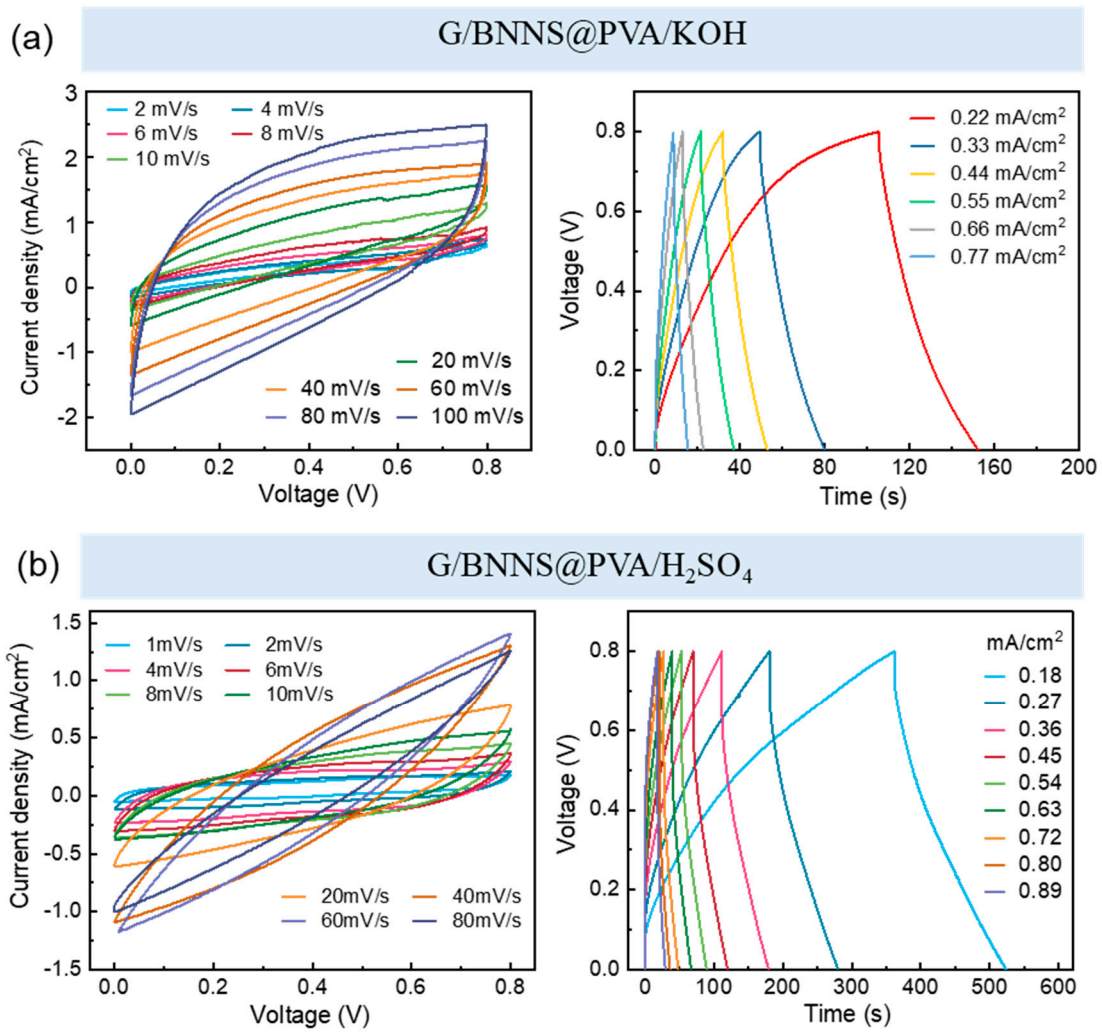 (a)
G/BNNS@PVA/KOH
2 mV/s 4 mV/s
6 mV/s 8 mV/s
10 mV/s
20 mV/s
40 mV/s 60 mV/s
80 mV/s 100 mV/s
3
2
1
0
-1
-2
Current density (mA/cm²)
0.0 0.2 0.4 0.6 0.8
Voltage (V)
0.22 mA/cm²
0.33 mA/cm²
0.44 mA/cm²
0.55 mA/cm²
0.66 mA/cm²
0.77 mA/cm²
0.8
0.6
0.4
0.2
0.0
Voltage (V)
0 40 80 120 160 200
Time (s)
(b)
G/BNNS@PVA/H₂SO₄
1mV/s 2mV/s
4mV/s 6mV/s
8mV/s 10mV/s
20mV/s 40mV/s
60mV/s 80mV/s
1.5
1.0
0.5
0.0
-0.5
-1.0
-1.5
Current density (mA/cm²)
0.0 0.2 0.4 0.6 0.8
Voltage (V)
mA/cm²
0.18
0.27
0.36
0.45
0.54
0.63
0.72
0.80
0.89
0.8
0.6
0.4
0.2
0.0
Voltage (V)
0 100 200 300 400 500 600
Time (s)